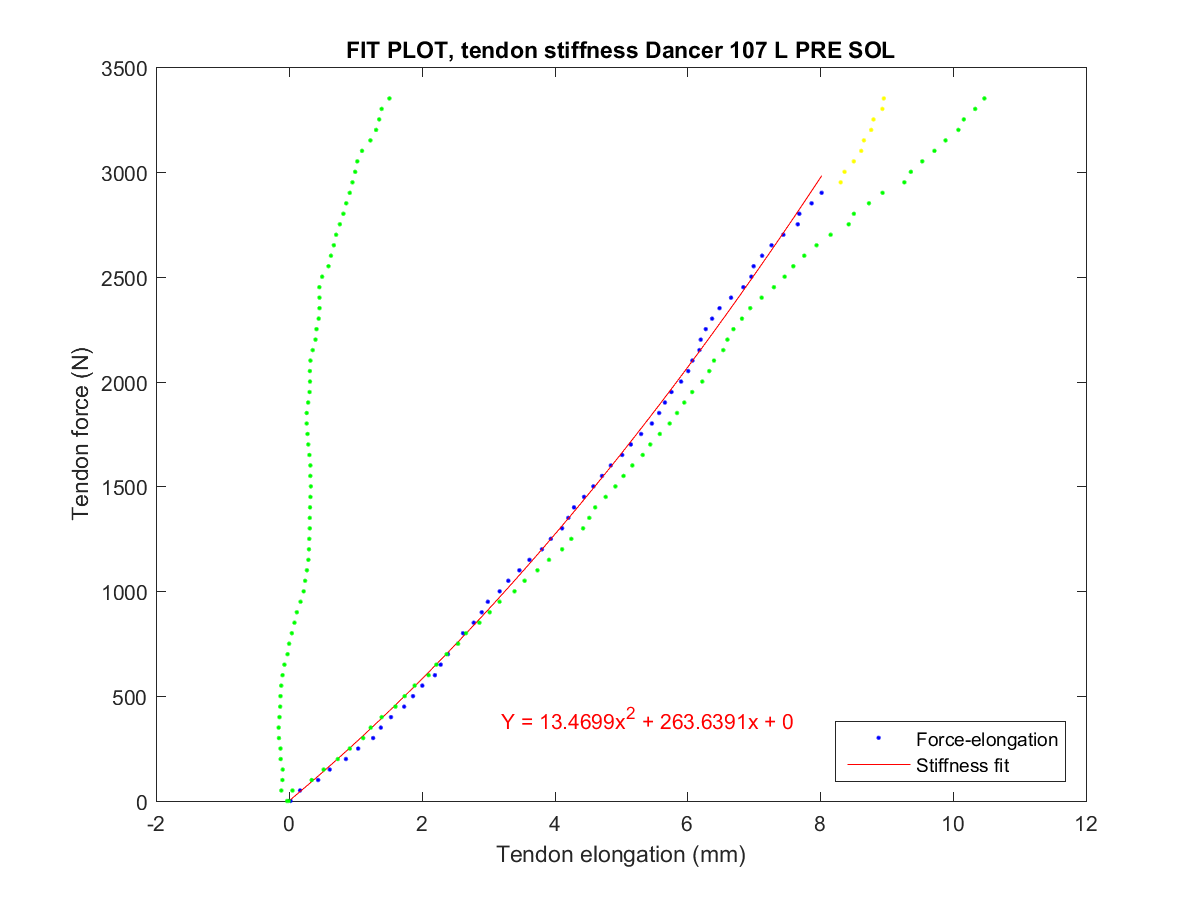 FIT PLOT, tendon stiffness Dancer 107 L PRE SOL
3500
3000
2500
2000
1500
1000
500
0
Tendon force (N)
Y = 13.4699x² + 263.6391x + 0
Force-elongation
Stiffness fit
-2 0 2 4 6 8 10 12
Tendon elongation (mm)